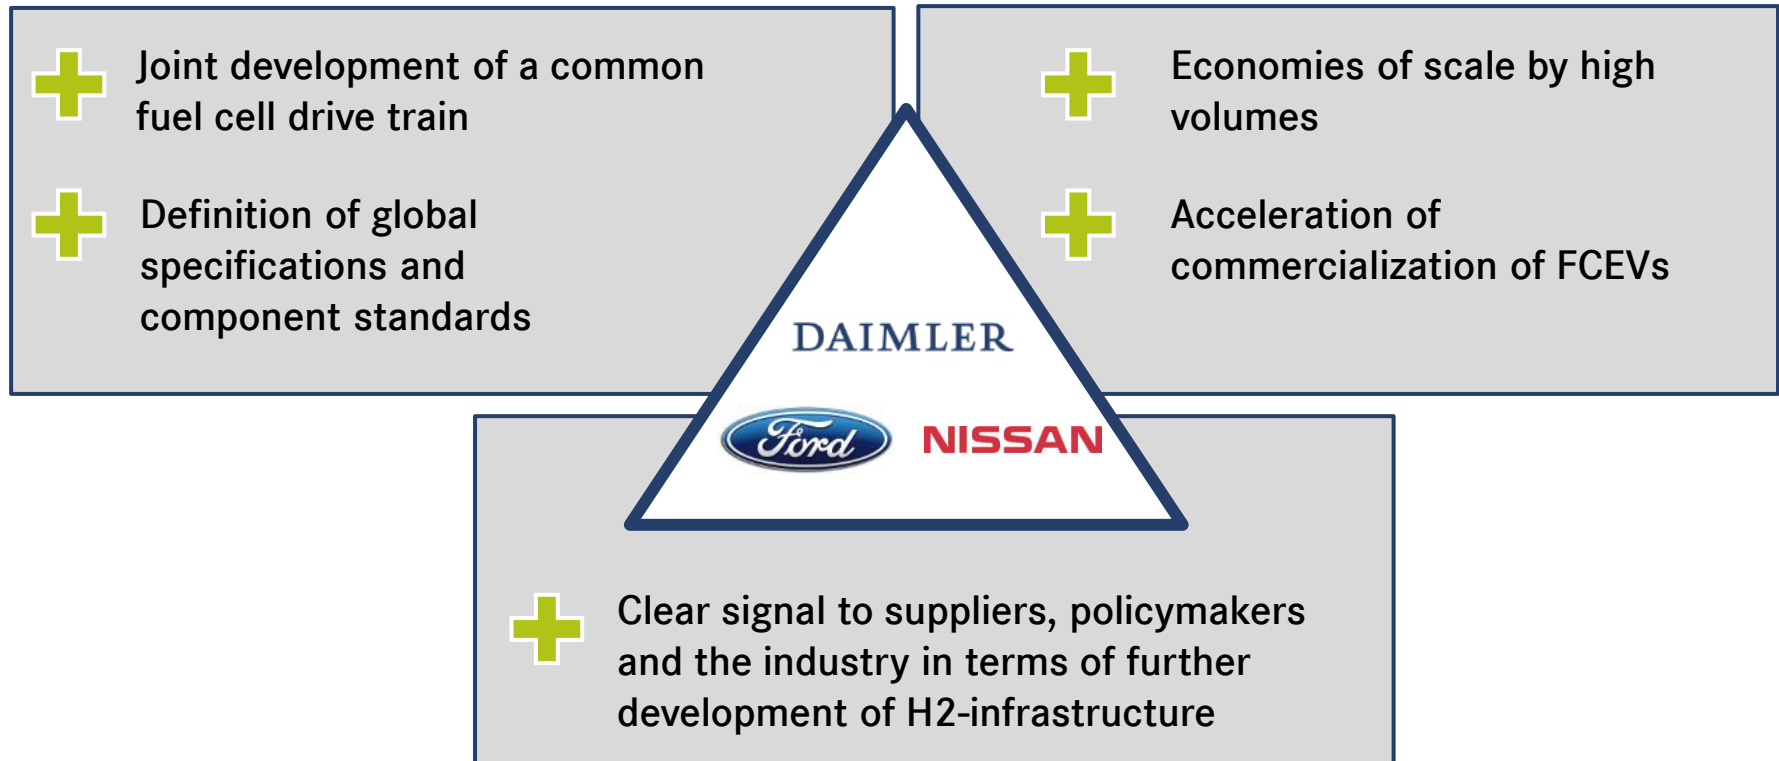 Joint development of a common
fuel cell drive train
Definition of global
specifications and
component standards
Economies of scale by high
volumes
Acceleration of
commercialization of FCEVs
DAIMLER
Ford
NISSAN
Clear signal to suppliers, policymakers
and the industry in terms of further
development of H2-infrastructure